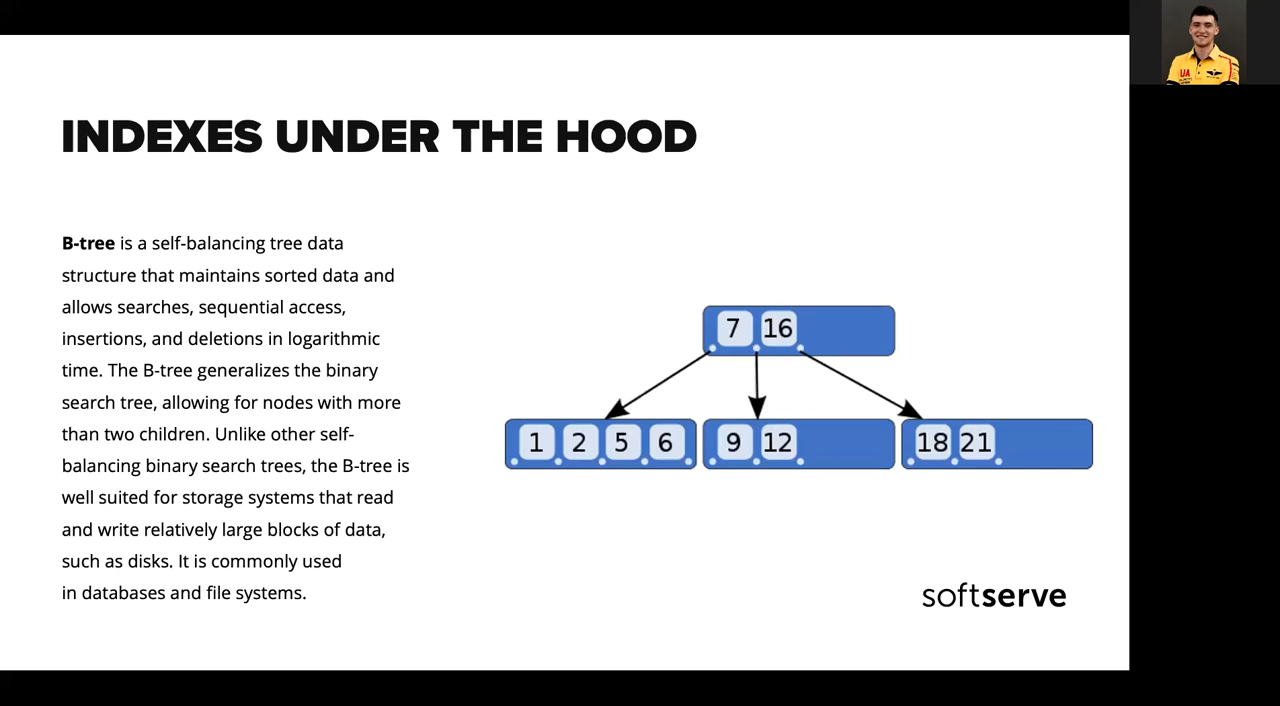 INDEXES UNDER THE HOOD
B-tree is a self-balancing tree data
structure that maintains sorted data and
allows searches, sequential access,
insertions, and deletions in logarithmic
time. The B-tree generalizes the binary
search tree, allowing for nodes with more
than two children. Unlike other self-
balancing binary search trees, the B-tree is
well suited for storage systems that read
and write relatively large blocks of data,
such as disks. It is commonly used
in databases and file systems.
7 16
1 2 5 6
9 12
18 21
softserve
UA